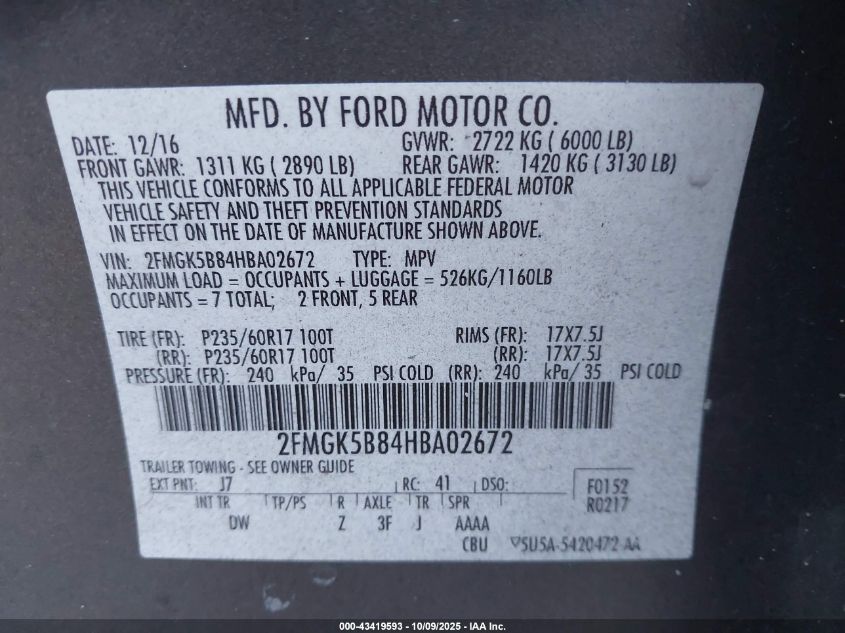 MFD. BY FORD MOTOR CO.
DATE: 12/16 GVWR: 2722 KG ( 6000 LB)
FRONT GAWR: 1311 KG ( 2890 LB) REAR GAWR: 1420 KG ( 3130 LB)
THIS VEHICLE CONFORMS TO ALL APPLICABLE FEDERAL MOTOR
VEHICLE SAFETY AND THEFT PREVENTION STANDARDS
IN EFFECT ON THE DATE OF MANUFACTURE SHOWN ABOVE.
VIN: 2FMGK5B84HBA02672 TYPE: MPV
MAXIMUM LOAD = OCCUPANTS + LUGGAGE = 526KG/1160LB
OCCUPANTS = 7 TOTAL; 2 FRONT, 5 REAR
TIRE (FR): P235/60R17 100T RIMS (FR): 17X7.5J
(RR): P235/60R17 100T (RR): 17X7.5J
PRESSURE (FR): 240 kPa/ 35 PSI COLD (RR): 240 kPa/ 35 PSI COLD
2FMGK5B84HBA02672
TRAILER TOWING - SEE OWNER GUIDE
EXT PNT: J7 RC: 41 DSO: F0152
INT TR TP/PS R AXLE TR SPR R0217
DW Z 3F J AAAA
CBU ▽5U5A-5420472-AA
000-43419593 - 10/09/2025 - IAA Inc.